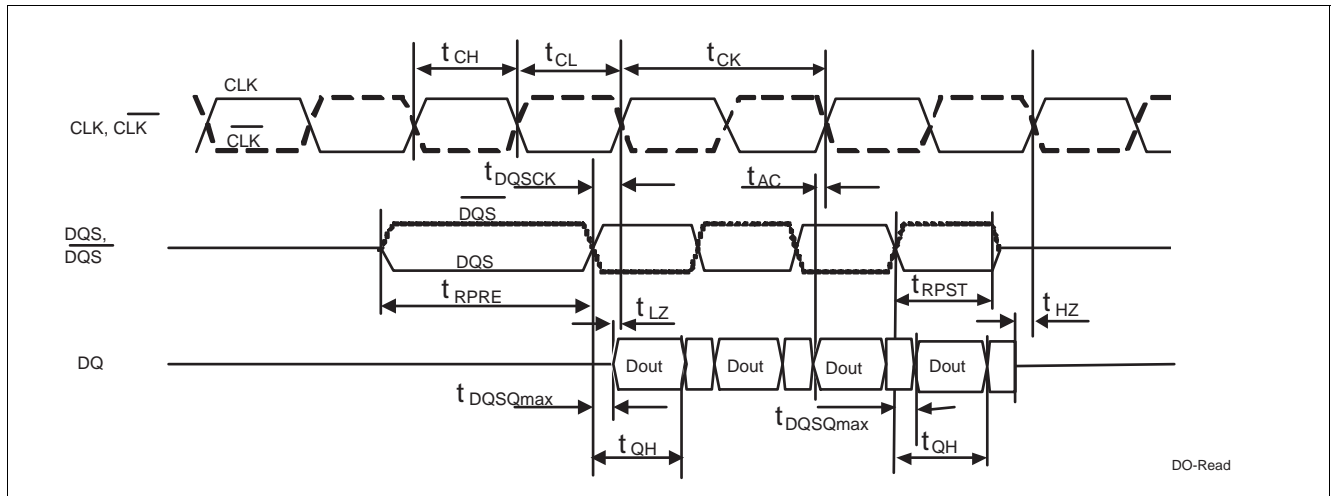 t CH
t CL
t CK
CLK
CLK, CLK
CLK
t DQSCK
t AC
DQS
DQS,
DQS
DQS
t RPRE
t RPST
t LZ
t HZ
DQ
Dout
Dout
Dout
Dout
t DQSQmax
t DQSQmax
t QH
t QH
DO-Read